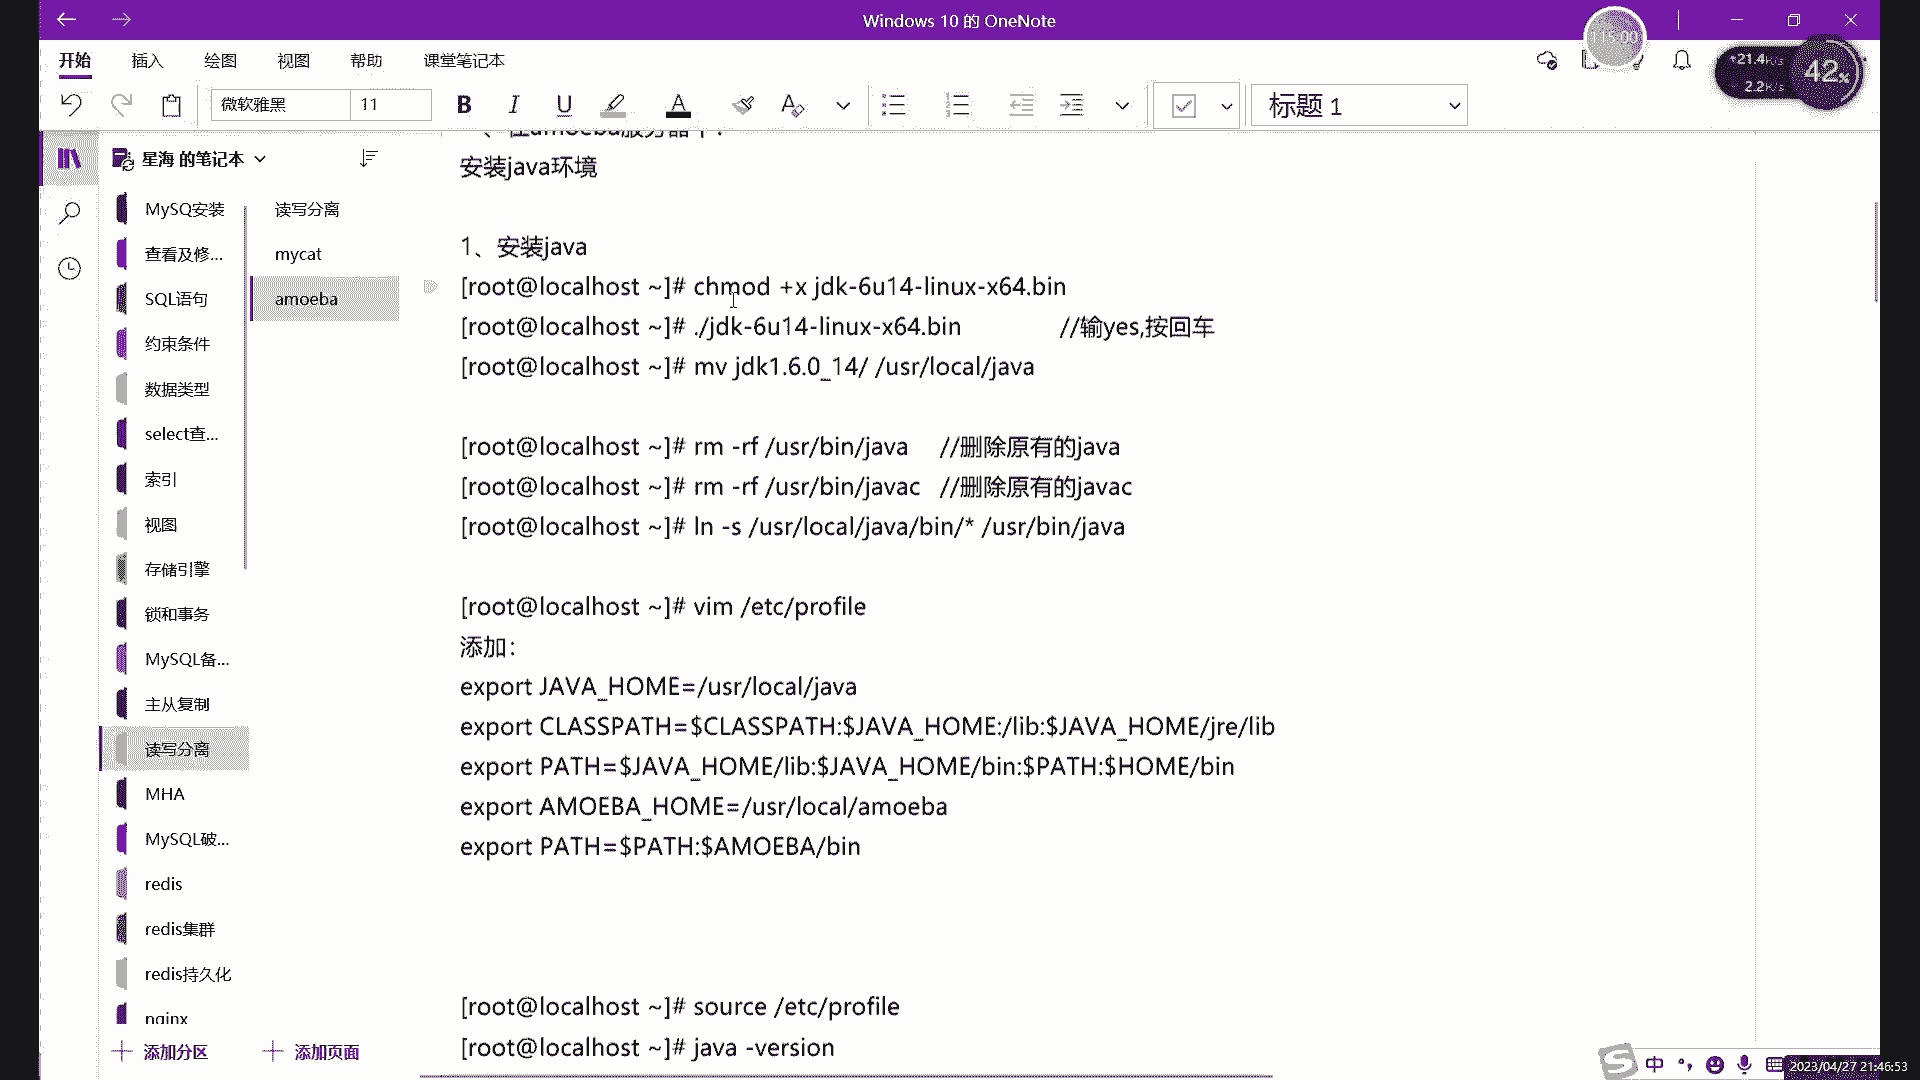 Windows 10 的 OneNote
开始 插入 绘图 视图 帮助 课堂笔记本
15:00
21.4K/s
2.2K/s
42%
微软雅黑 11 B I U A 标题 1
星海 的笔记本
MySQ安装
查看及修...
SQL语句
约束条件
数据类型
select查...
索引
视图
存储引擎
锁和事务
MySQL备...
主从复制
读写分离
MHA
MySQL破...
redis
redis集群
redis持久化
nginx
添加分区
读写分离
mycat
amoeba
添加页面
、在amoeba服务器下：
安装java环境
1、安装java
[root@localhost ~]# chmod +x jdk-6u14-linux-x64.bin
[root@localhost ~]# ./jdk-6u14-linux-x64.bin //输yes,按回车
[root@localhost ~]# mv jdk1.6.0_14/ /usr/local/java
[root@localhost ~]# rm -rf /usr/bin/java //删除原有的java
[root@localhost ~]# rm -rf /usr/bin/javac //删除原有的javac
[root@localhost ~]# ln -s /usr/local/java/bin/* /usr/bin/java
[root@localhost ~]# vim /etc/profile
添加：
export JAVA_HOME=/usr/local/java
export CLASSPATH=$CLASSPATH:$JAVA_HOME:/lib:$JAVA_HOME/jre/lib
export PATH=$JAVA_HOME/lib:$JAVA_HOME/bin:$PATH:$HOME/bin
export AMOEBA_HOME=/usr/local/amoeba
export PATH=$PATH:$AMOEBA/bin
[root@localhost ~]# source /etc/profile
[root@localhost ~]# java -version
中
2023/04/27 21:46:53